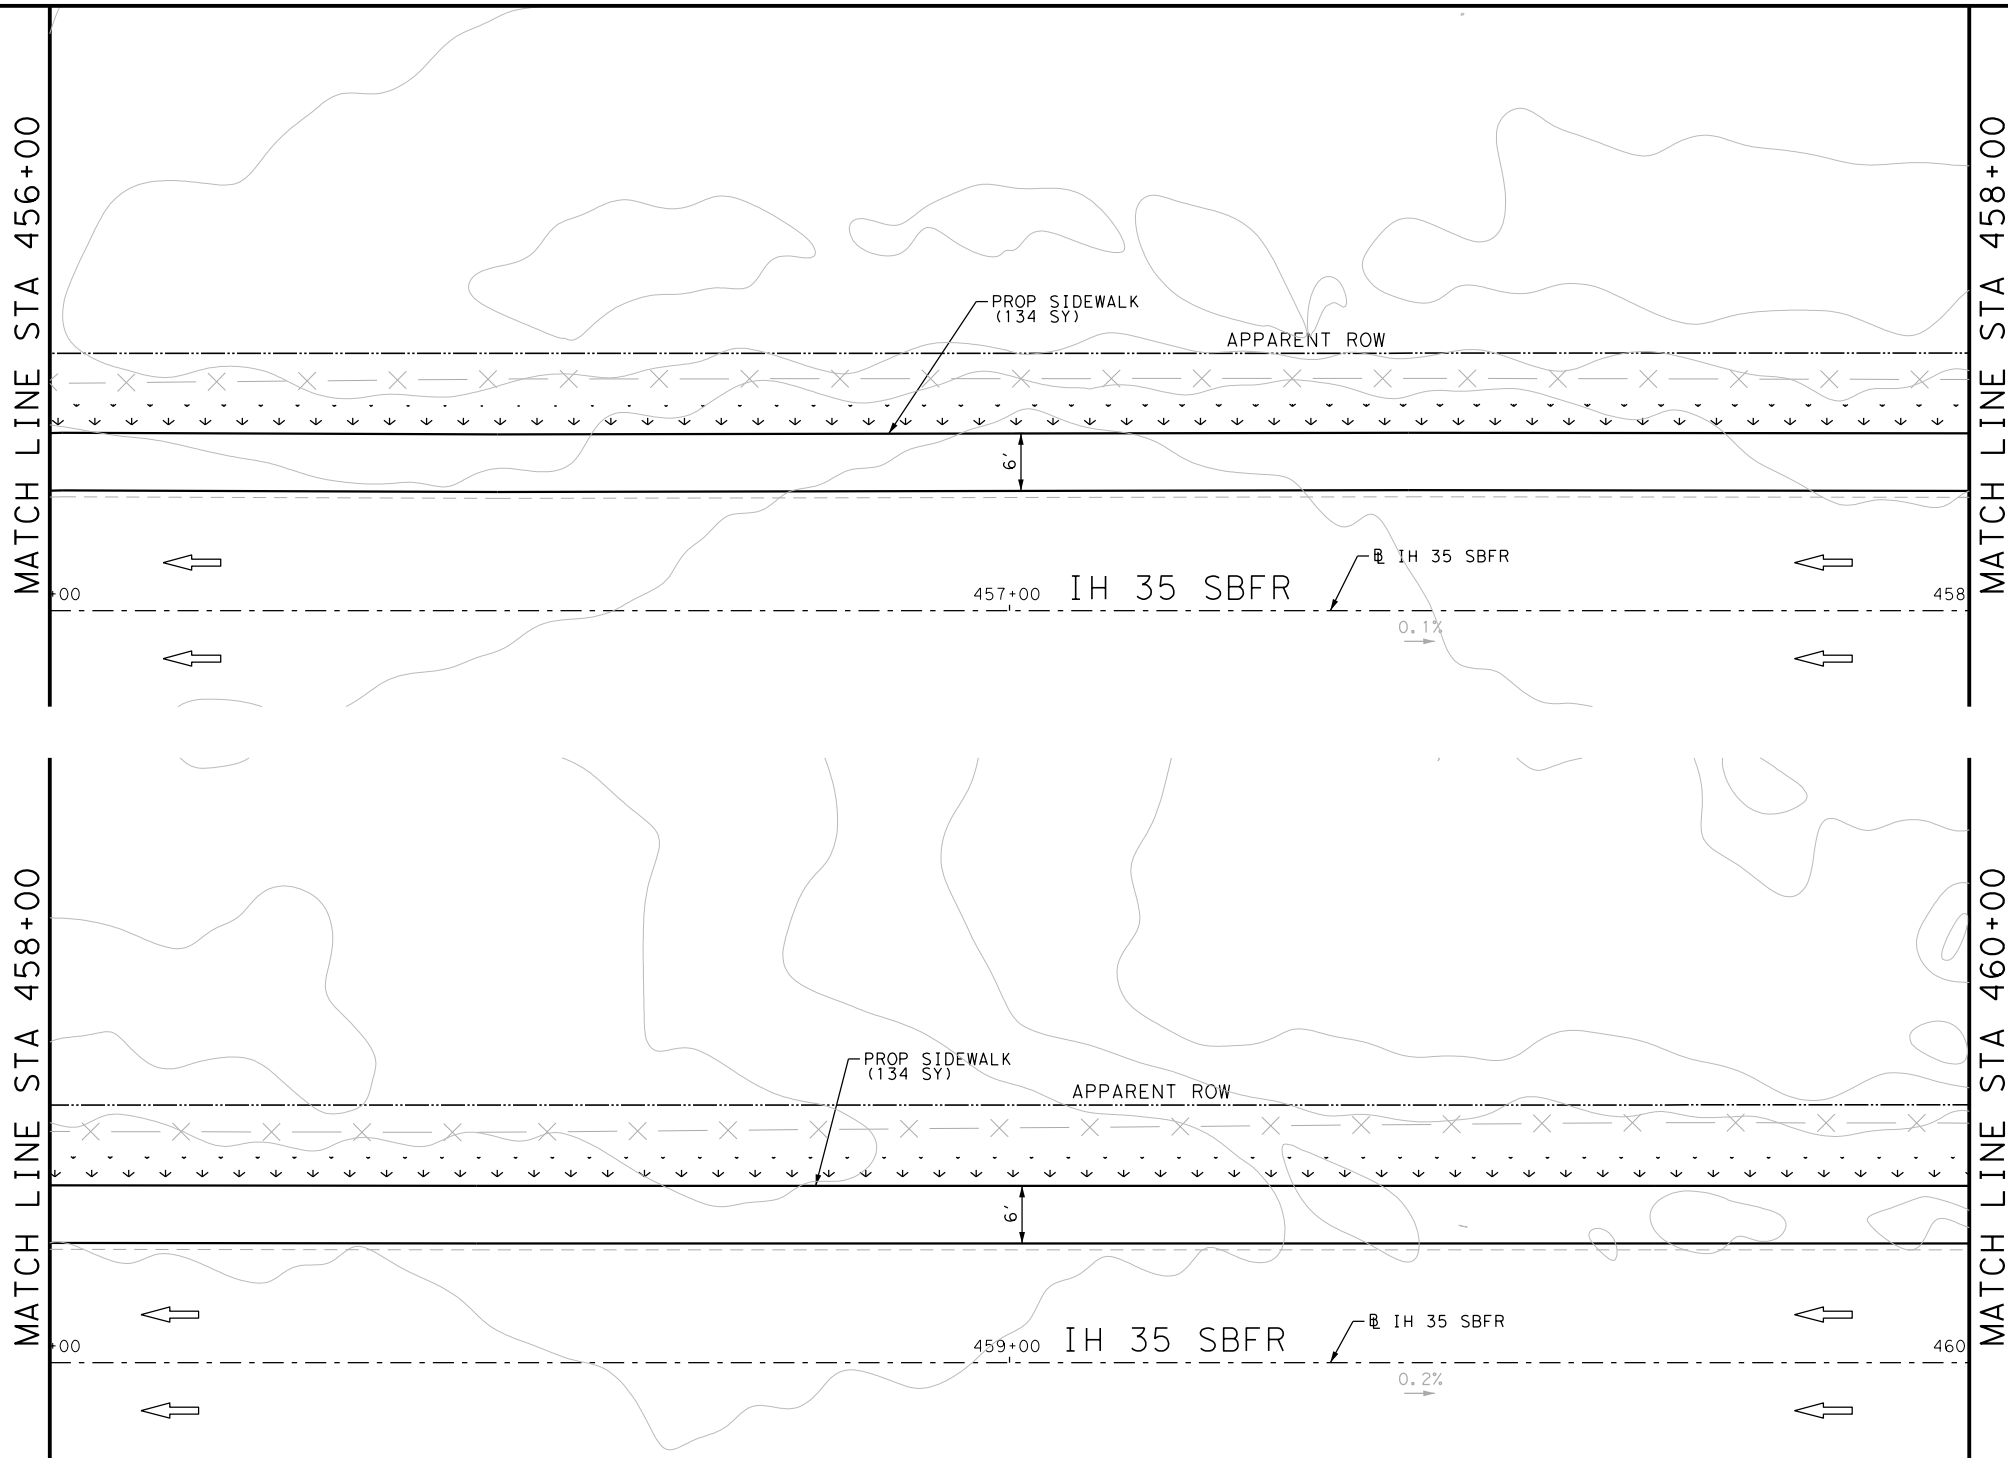 MATCH LINE STA 456+00
MATCH LINE STA 458+00
PROP SIDEWALK
(134 SY)
APPARENT ROW
6'
℄ IH 35 SBFR
+00
457+00
IH 35 SBFR
458
0.1%
MATCH LINE STA 458+00
MATCH LINE STA 460+00
PROP SIDEWALK
(134 SY)
APPARENT ROW
6'
BL IH 35 SBFR
+00
459+00
IH 35 SBFR
460
0.2%